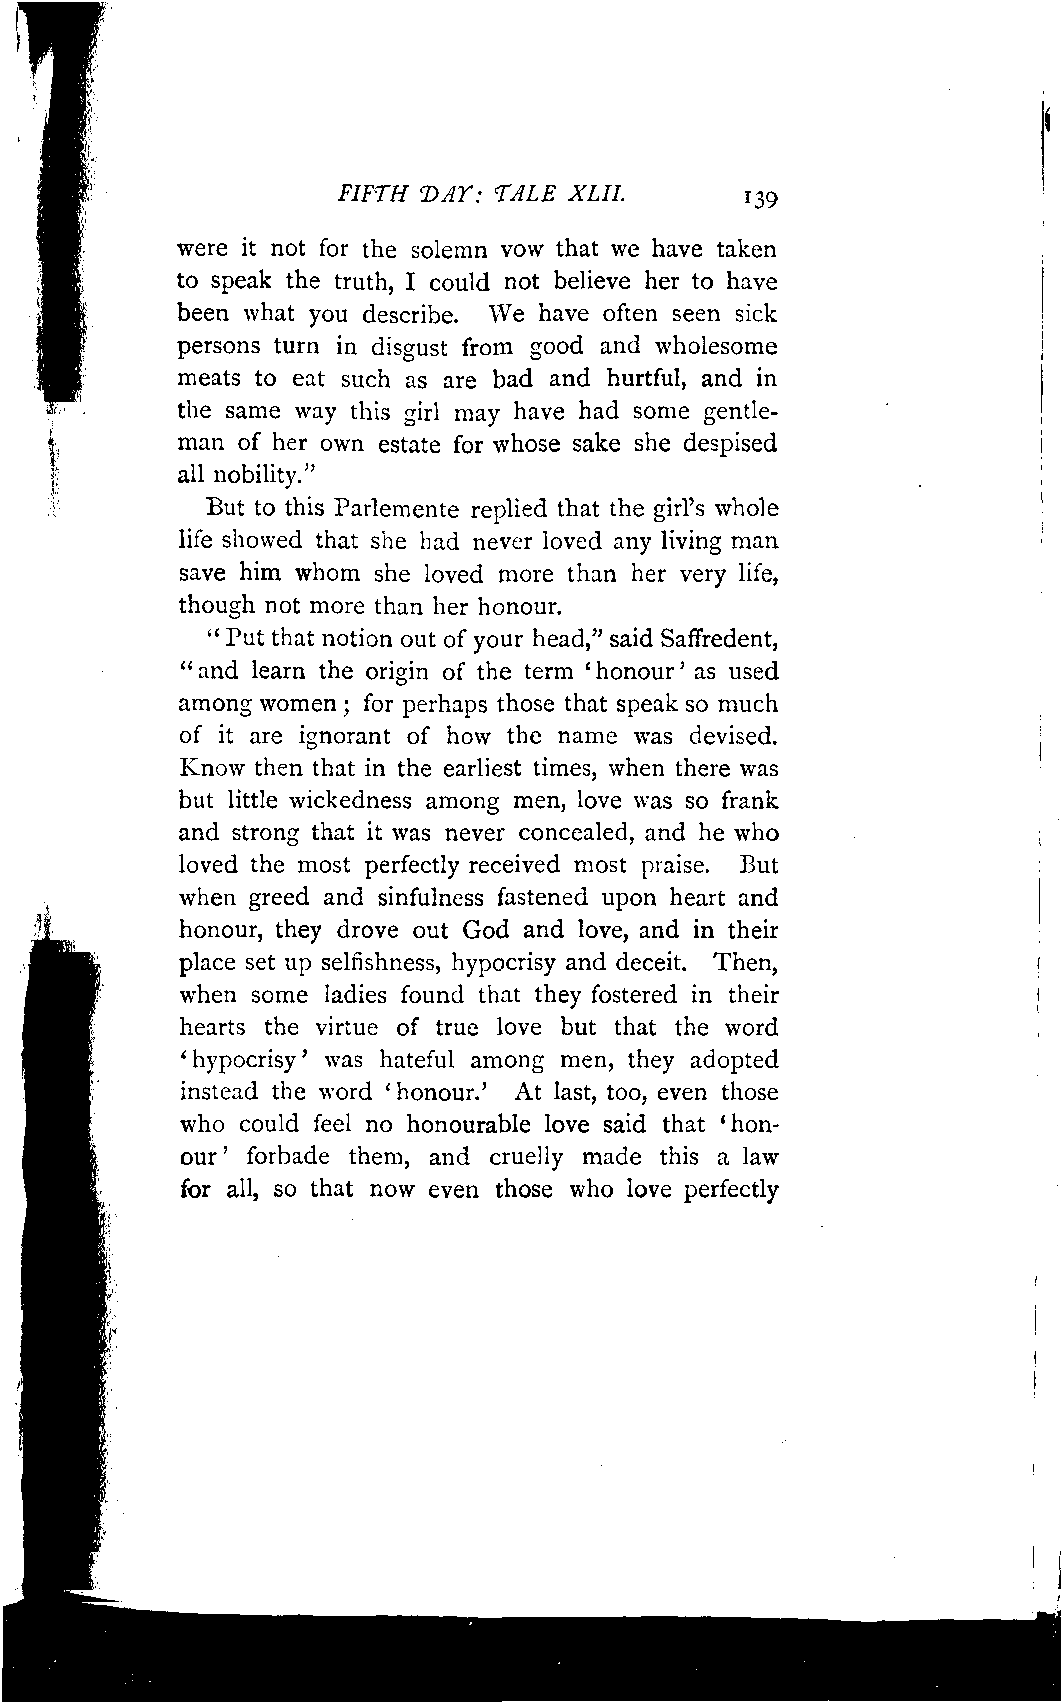 FIFTH DAY: TALE XLII. 139
were it not for the solemn vow that we have taken
to speak the truth, I could not believe her to have
been what you describe. We have often seen sick
persons turn in disgust from good and wholesome
meats to eat such as are bad and hurtful, and in
the same way this girl may have had some gentle-
man of her own estate for whose sake she despised
all nobility."
But to this Parlemente replied that the girl's whole
life showed that she had never loved any living man
save him whom she loved more than her very life,
though not more than her honour.
"Put that notion out of your head," said Saffredent,
"and learn the origin of the term 'honour' as used
among women; for perhaps those that speak so much
of it are ignorant of how the name was devised.
Know then that in the earliest times, when there was
but little wickedness among men, love was so frank
and strong that it was never concealed, and he who
loved the most perfectly received most praise. But
when greed and sinfulness fastened upon heart and
honour, they drove out God and love, and in their
place set up selfishness, hypocrisy and deceit. Then,
when some ladies found that they fostered in their
hearts the virtue of true love but that the word
'hypocrisy' was hateful among men, they adopted
instead the word 'honour.' At last, too, even those
who could feel no honourable love said that 'hon-
our' forbade them, and cruelly made this a law
for all, so that now even those who love perfectly